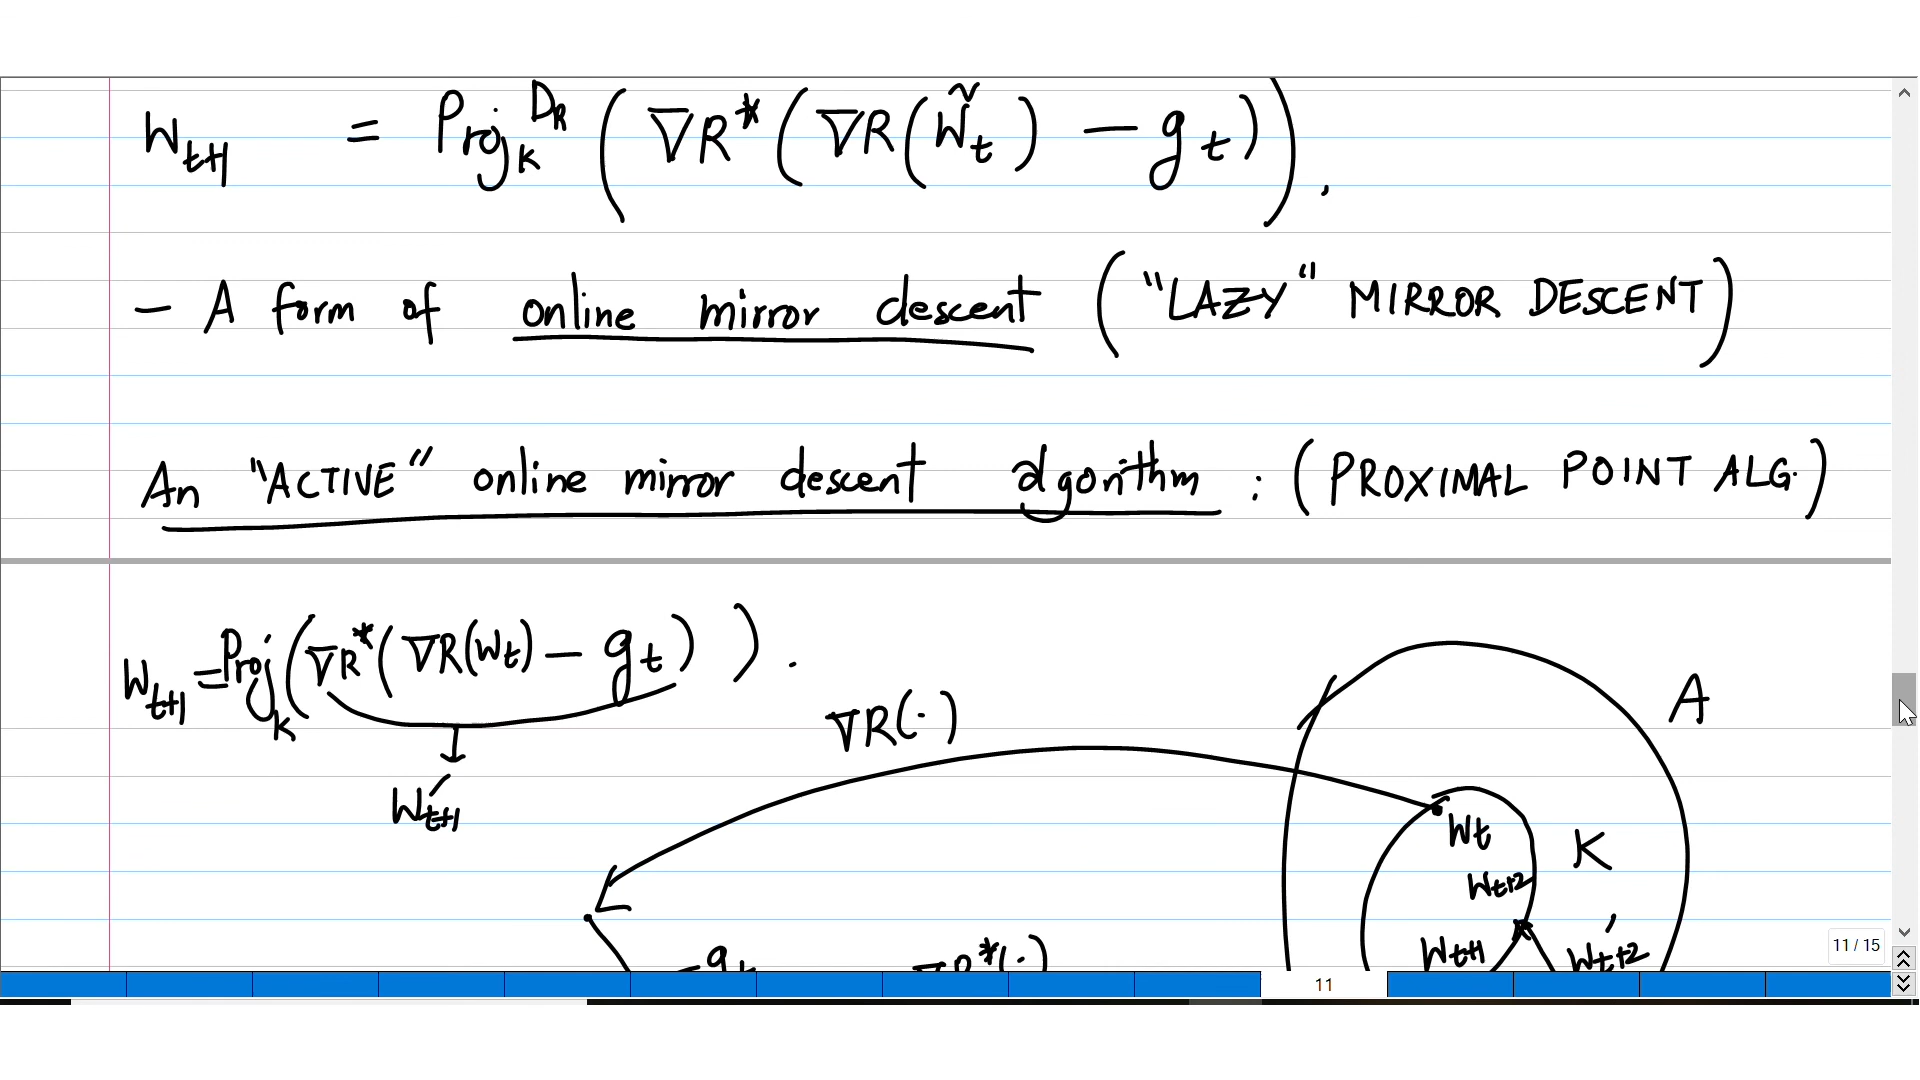 W_{t+1} = Proj_K^{D_R} ( ∇R* ( ∇R(W̃_t) - g_t ) ).
- A form of online mirror descent ("LAZY" MIRROR DESCENT)
An "ACTIVE" online mirror descent algorithm : (PROXIMAL POINT ALG.)
W_{t+1} = Proj_K ( ∇R* ( ∇R(W_t) - g_t ) ).
W'_{t+1}
∇R(·)
A
W_t
K
W_{t+2}
W_{t+1}
W'_{t+2}
- g_t
∇R*(·)
11 / 15
11